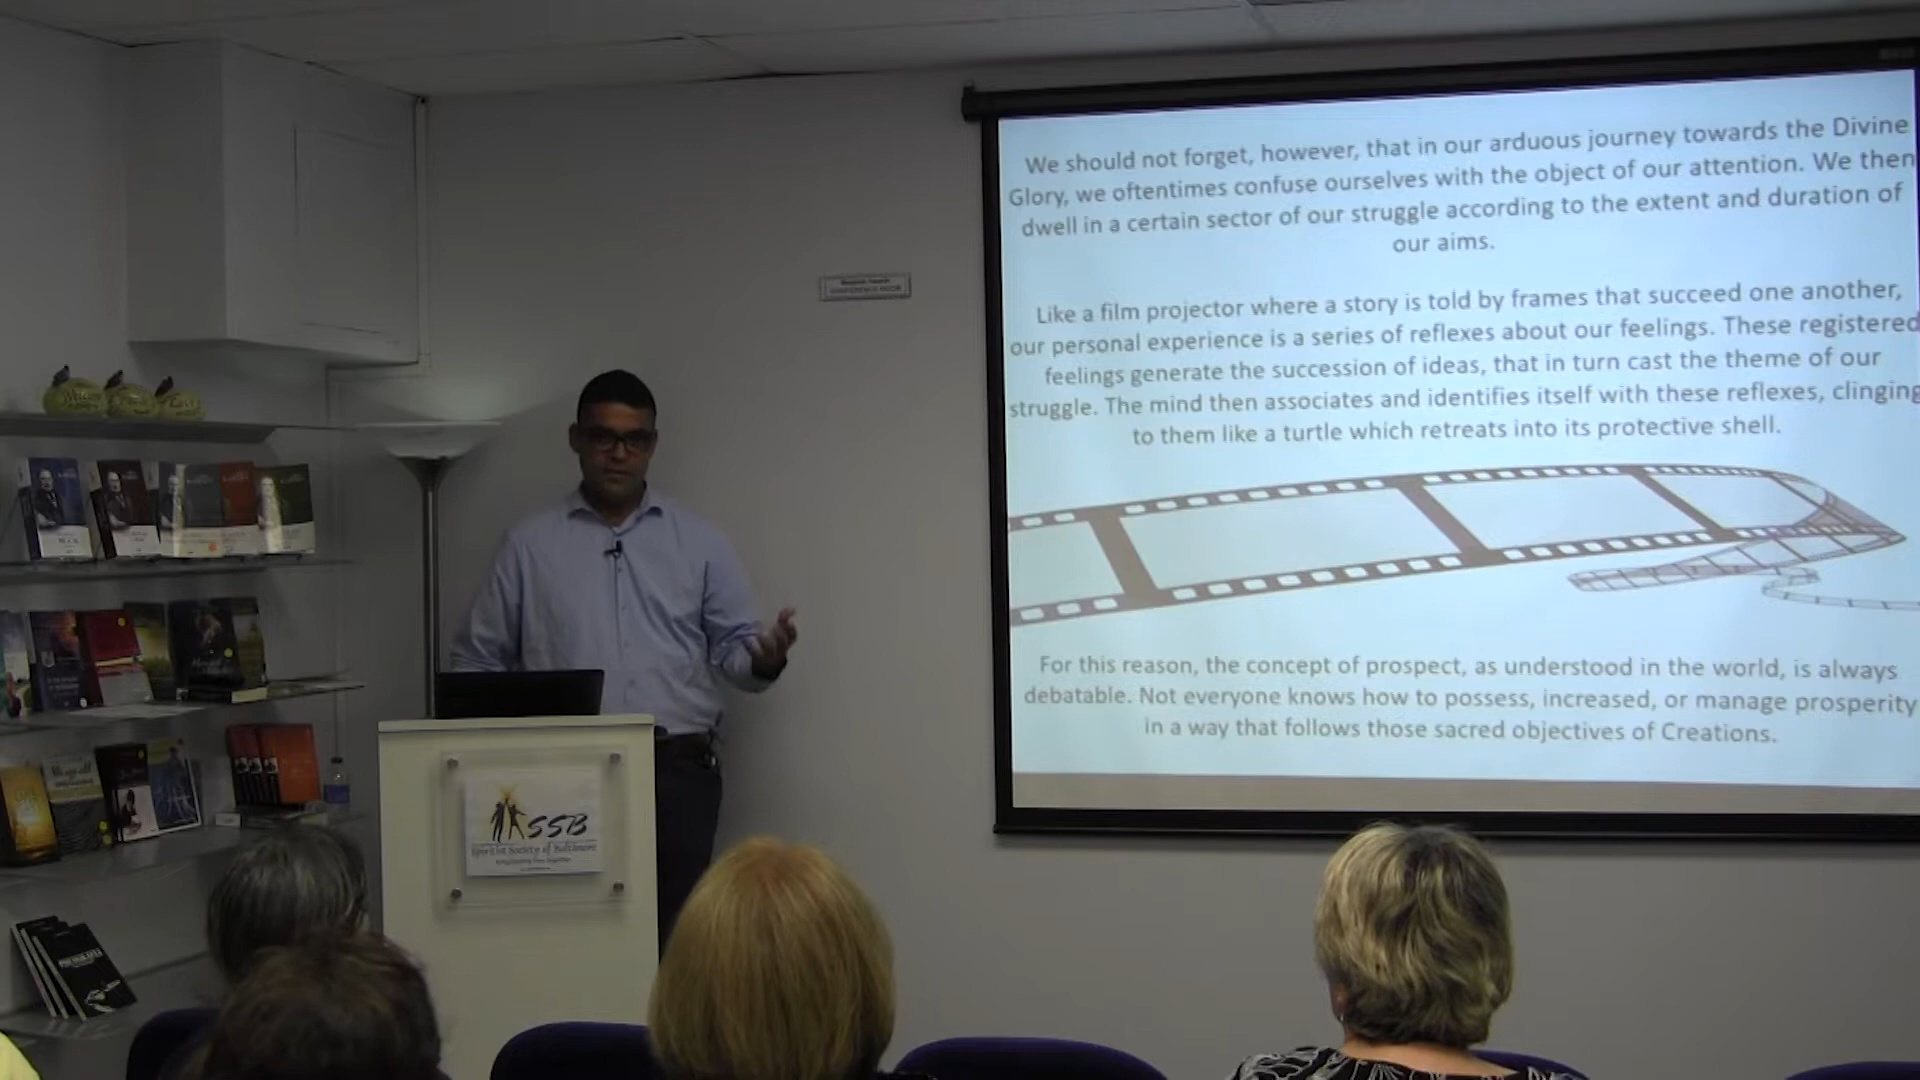 We should not forget, however, that in our arduous journey towards the Divine
Glory, we oftentimes confuse ourselves with the object of our attention. We then
dwell in a certain sector of our struggle according to the extent and duration of
our aims.
Like a film projector where a story is told by frames that succeed one another,
our personal experience is a series of reflexes about our feelings. These registered
feelings generate the succession of ideas, that in turn cast the theme of our
struggle. The mind then associates and identifies itself with these reflexes, clinging
to them like a turtle which retreats into its protective shell.
For this reason, the concept of prospect, as understood in the world, is always
debatable. Not everyone knows how to possess, increased, or manage prosperity
in a way that follows those sacred objectives of Creations.
CONFERENCE ROOM
Welcome
SSB
Spiritist Society of Baltimore